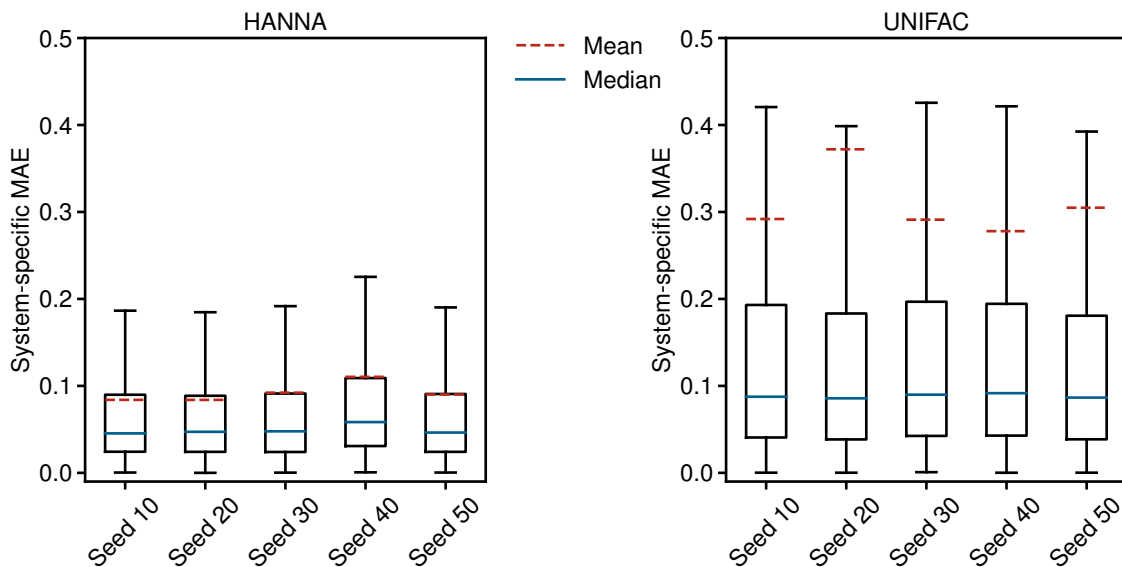 HANNA
System-specific MAE
0.5
0.4
0.3
0.2
0.1
0.0
Seed 10
Seed 20
Seed 30
Seed 40
Seed 50
Mean
Median
UNIFAC
System-specific MAE
0.5
0.4
0.3
0.2
0.1
0.0
Seed 10
Seed 20
Seed 30
Seed 40
Seed 50